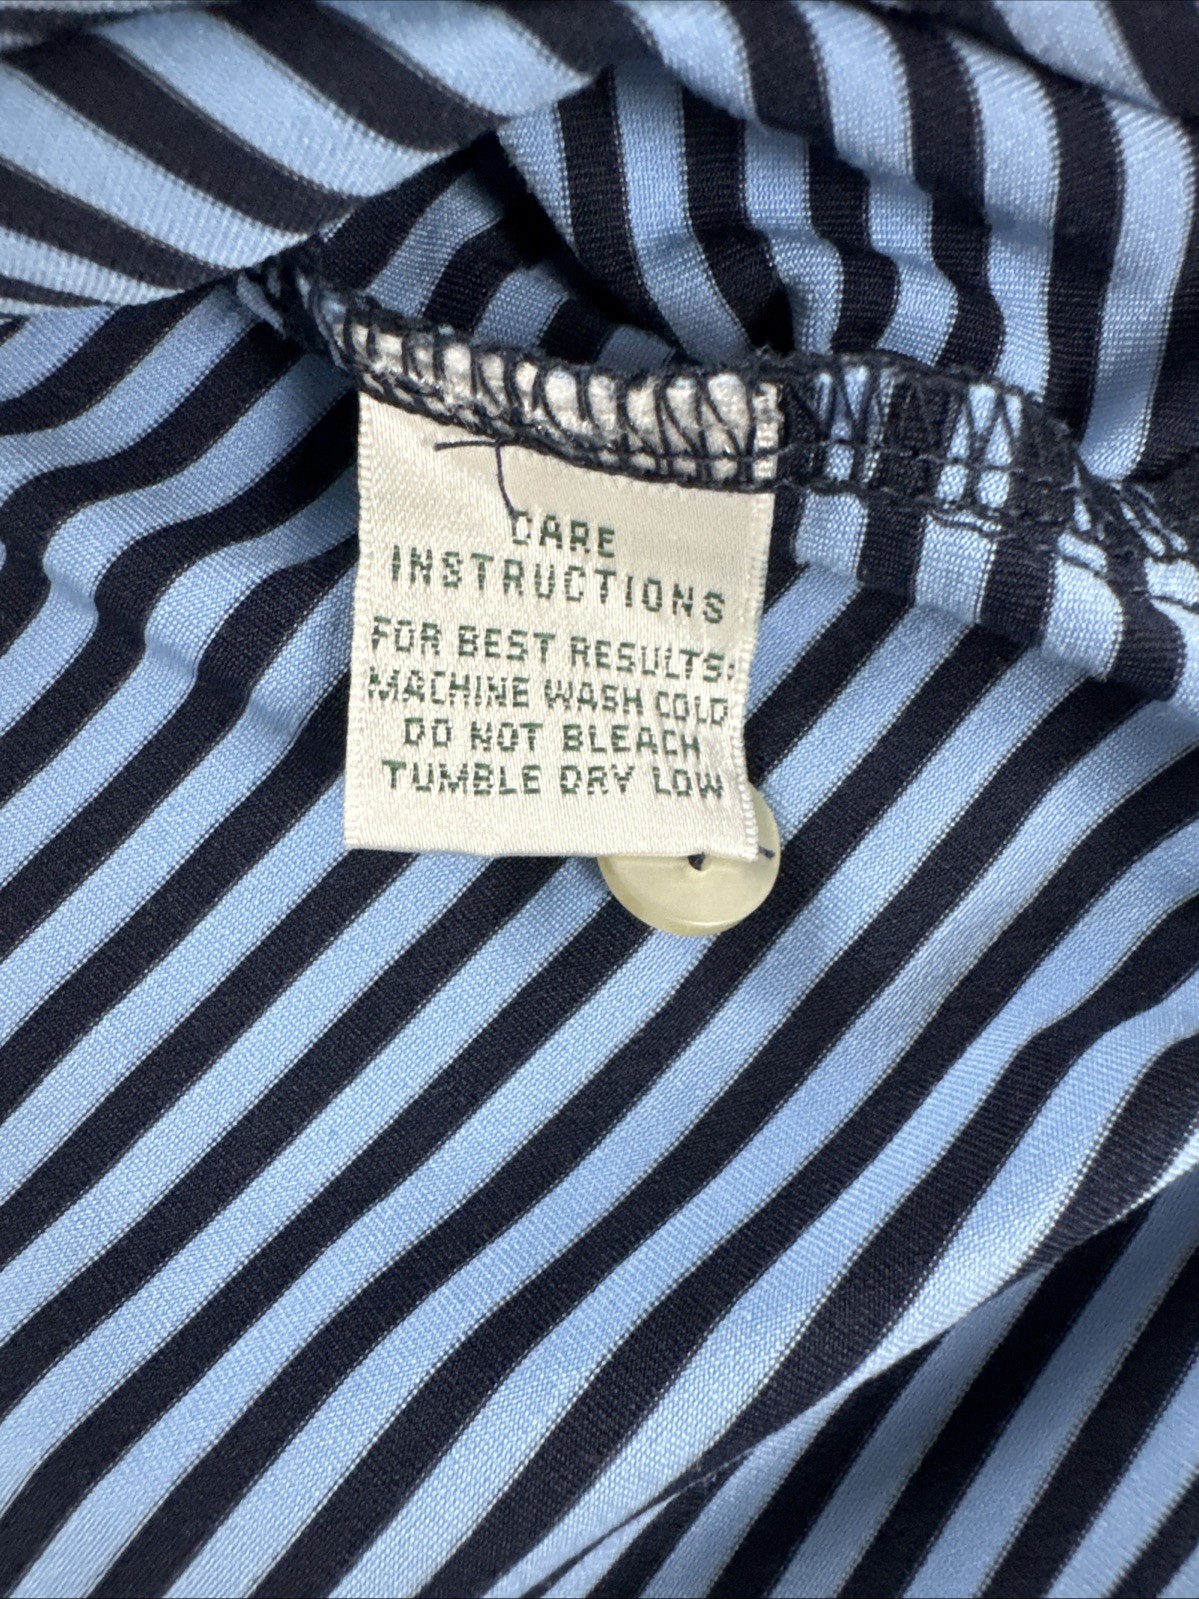 CARE
INSTRUCTIONS
FOR BEST RESULTS:
MACHINE WASH COLD
DO NOT BLEACH
TUMBLE DRY LOW